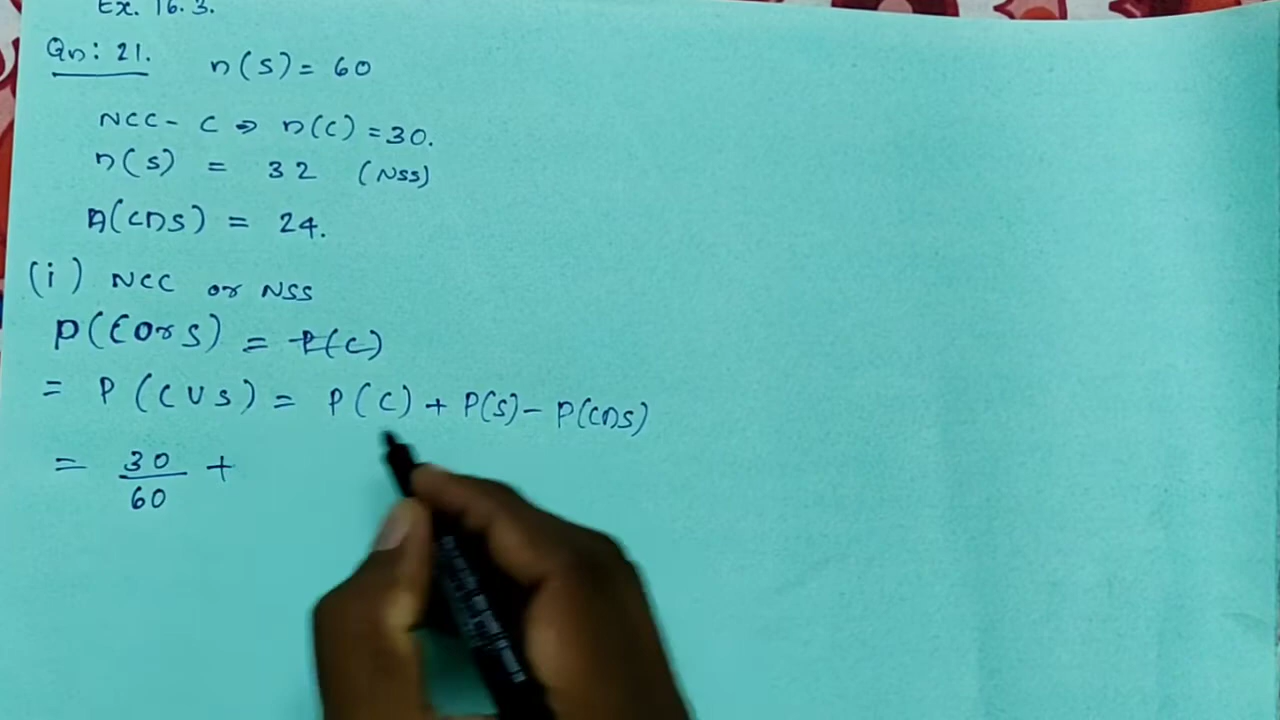 Ex. 16.3.
Qn: 21. n(S) = 60
NCC - C ⇒ n(C) = 30.
n(S) = 32 (NSS)
n(C∩S) = 24.
(i) NCC or NSS
P(C or S) = P(C)
= P(C∪S) = P(C) + P(S) - P(C∩S)
= 30/60 +